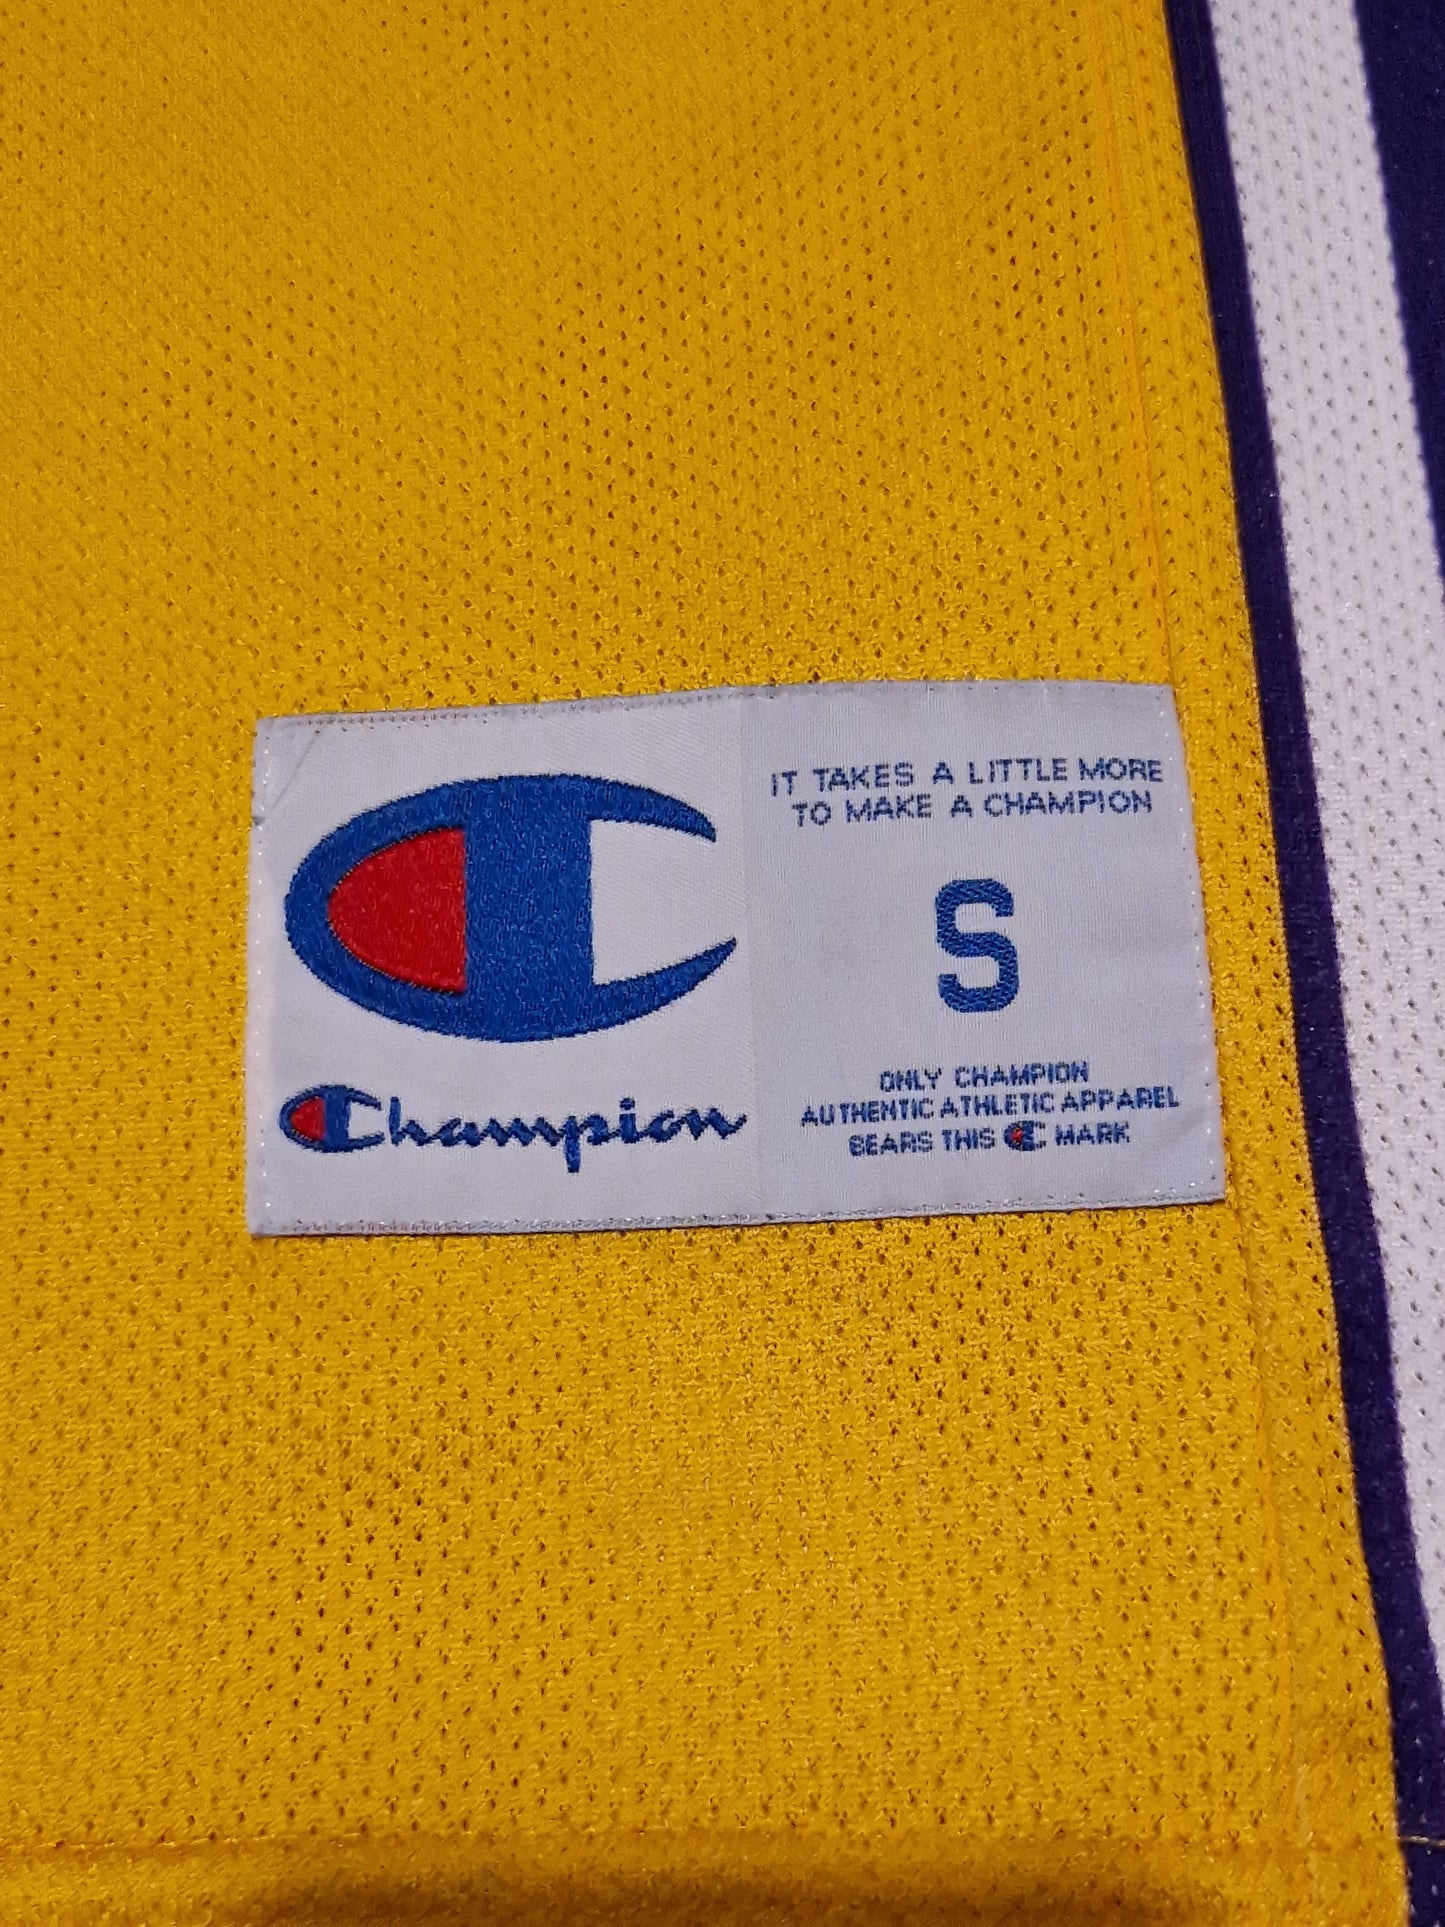 Champion
IT TAKES A LITTLE MORE
TO MAKE A CHAMPION
S
ONLY CHAMPION
AUTHENTIC ATHLETIC APPAREL
BEARS THIS C MARK